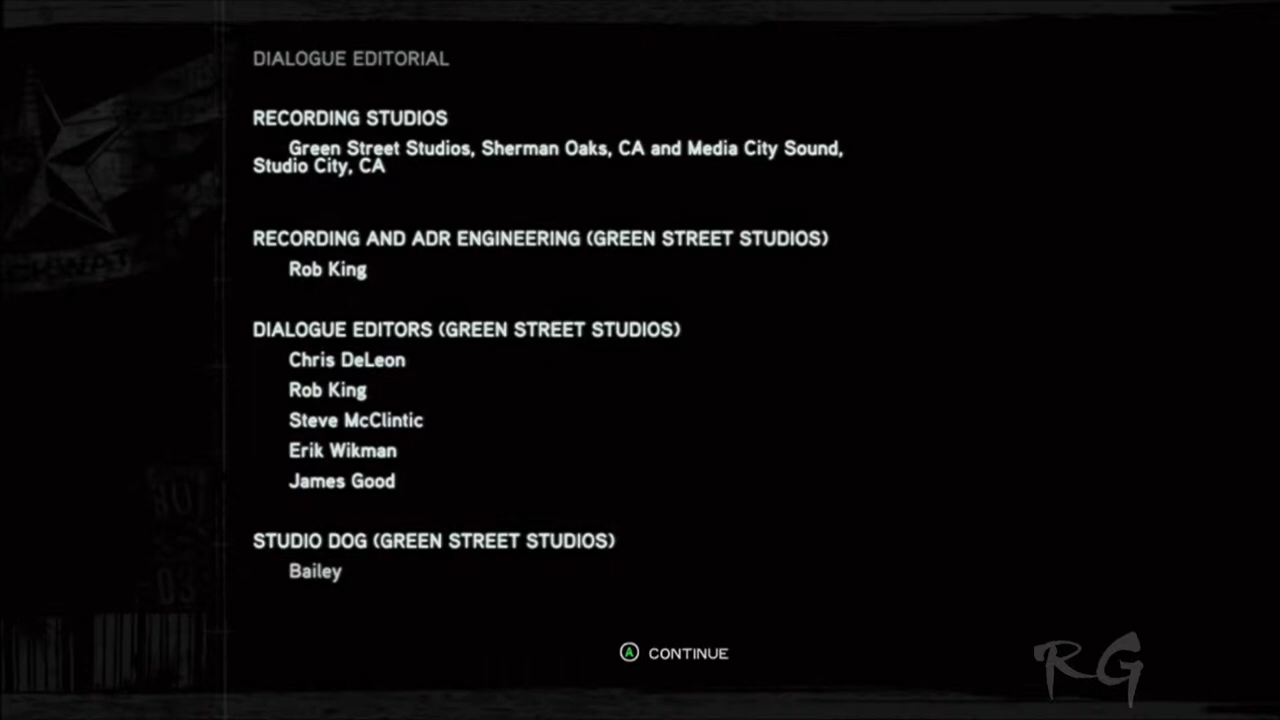 DIALOGUE EDITORIAL
RECORDING STUDIOS
Green Street Studios, Sherman Oaks, CA and Media City Sound,
Studio City, CA
RECORDING AND ADR ENGINEERING (GREEN STREET STUDIOS)
Rob King
DIALOGUE EDITORS (GREEN STREET STUDIOS)
Chris DeLeon
Rob King
Steve McClintic
Erik Wikman
James Good
STUDIO DOG (GREEN STREET STUDIOS)
Bailey
A CONTINUE
RG